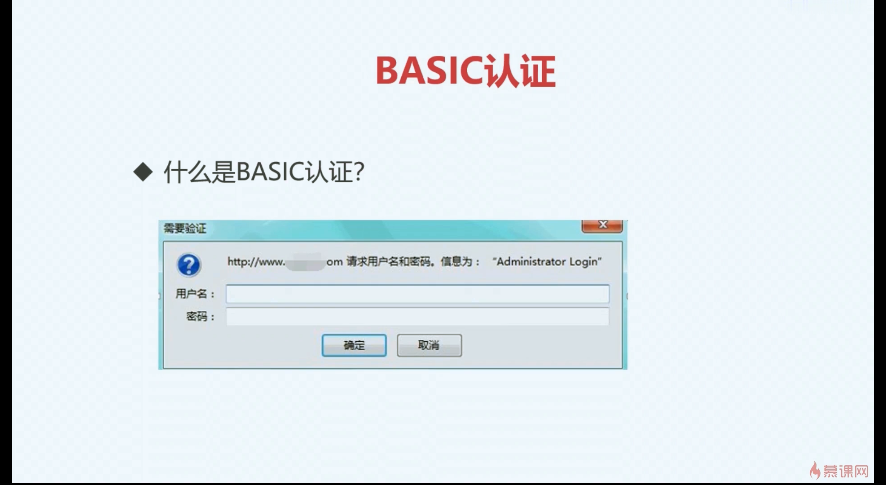 BASIC认证
◆ 什么是BASIC认证?
需要验证
http://www. om 请求用户名和密码。信息为： “Administrator Login”
用户名：
密码：
确定 取消
慕课网